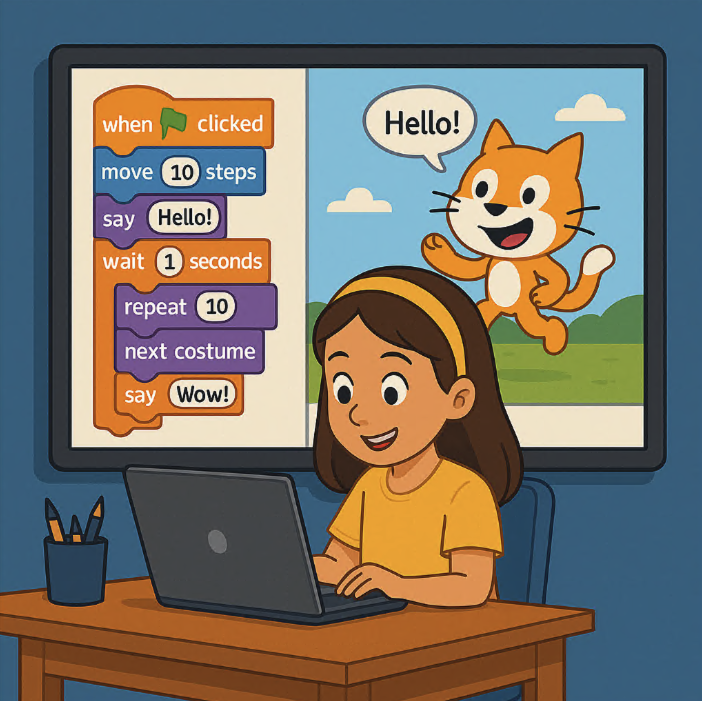 when clicked
move 10 steps
say Hello!
wait 1 seconds
repeat 10
next costume
say Wow!
Hello!